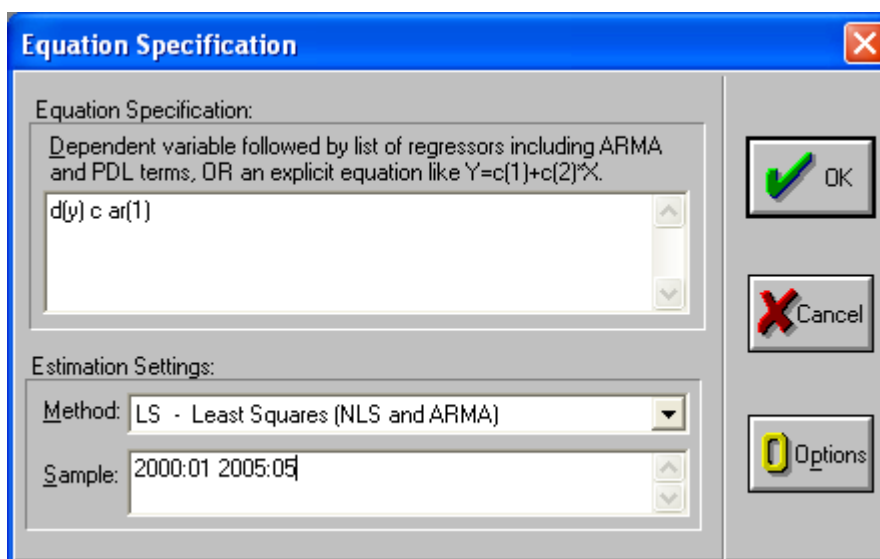 Equation Specification
Equation Specification:
Dependent variable followed by list of regressors including ARMA
and PDL terms, OR an explicit equation like Y=c(1)+c(2)*X.
d(y) c ar(1)
OK
Cancel
Estimation Settings:
Method: LS - Least Squares (NLS and ARMA)
Sample: 2000:01 2005:05
Options